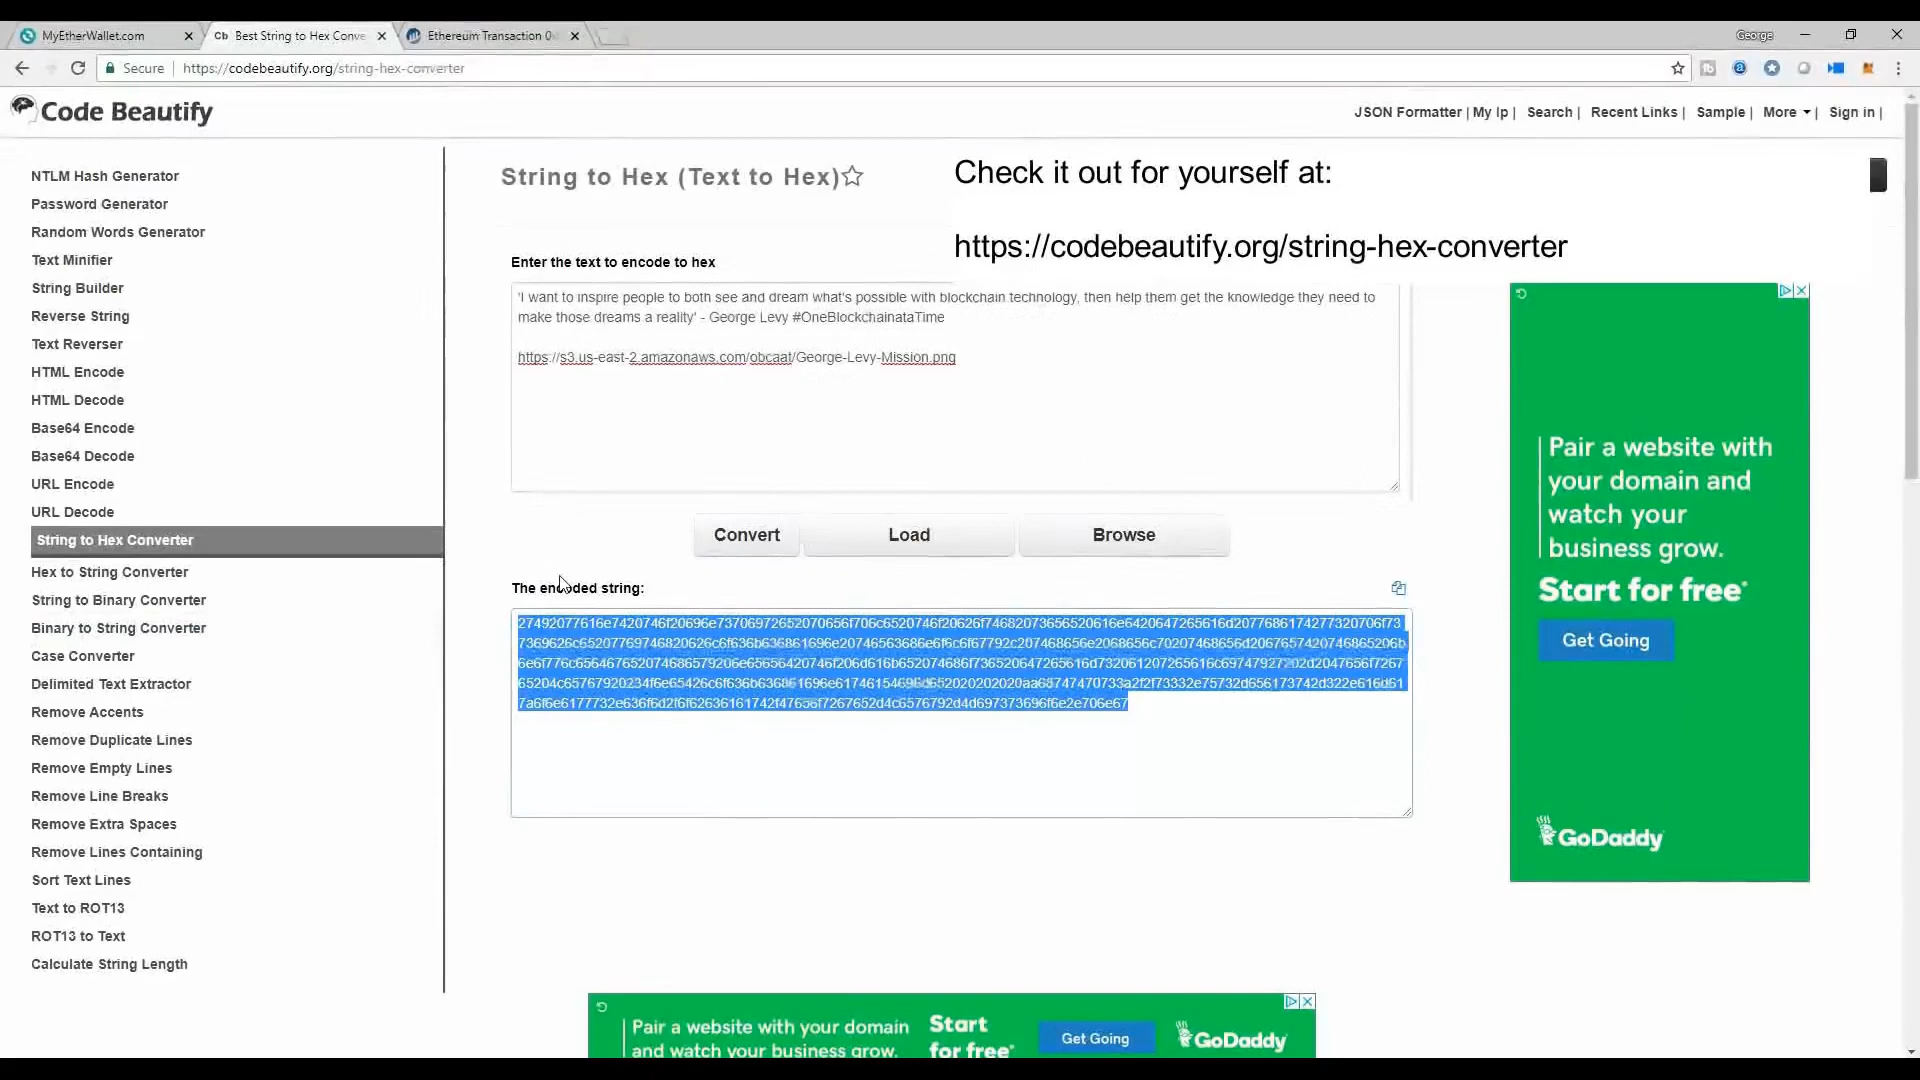 MyEtherWallet.com
Best String to Hex Conve
Ethereum Transaction 0
George
Secure
https://codebeautify.org/string-hex-converter
Code Beautify
JSON Formatter | My Ip | Search | Recent Links | Sample | More | Sign in |
NTLM Hash Generator
Password Generator
Random Words Generator
Text Minifier
String Builder
Reverse String
Text Reverser
HTML Encode
HTML Decode
Base64 Encode
Base64 Decode
URL Encode
URL Decode
String to Hex Converter
Hex to String Converter
String to Binary Converter
Binary to String Converter
Case Converter
Delimited Text Extractor
Remove Accents
Remove Duplicate Lines
Remove Empty Lines
Remove Line Breaks
Remove Extra Spaces
Remove Lines Containing
Sort Text Lines
Text to ROT13
ROT13 to Text
Calculate String Length
String to Hex (Text to Hex)
Check it out for yourself at:
https://codebeautify.org/string-hex-converter
Enter the text to encode to hex
'I want to inspire people to both see and dream what's possible with blockchain technology, then help them get the knowledge they need to
make those dreams a reality' - George Levy #OneBlockchainataTime
https://s3.us-east-2.amazonaws.com/obcaat/George-Levy-Mission.png
Convert
Load
Browse
The encoded string:
Pair a website with
your domain and
watch your
business grow.
Start for free*
Get Going
GoDaddy
Pair a website with your domain
and watch your business grow.
Start
for free*
Get Going
GoDaddy